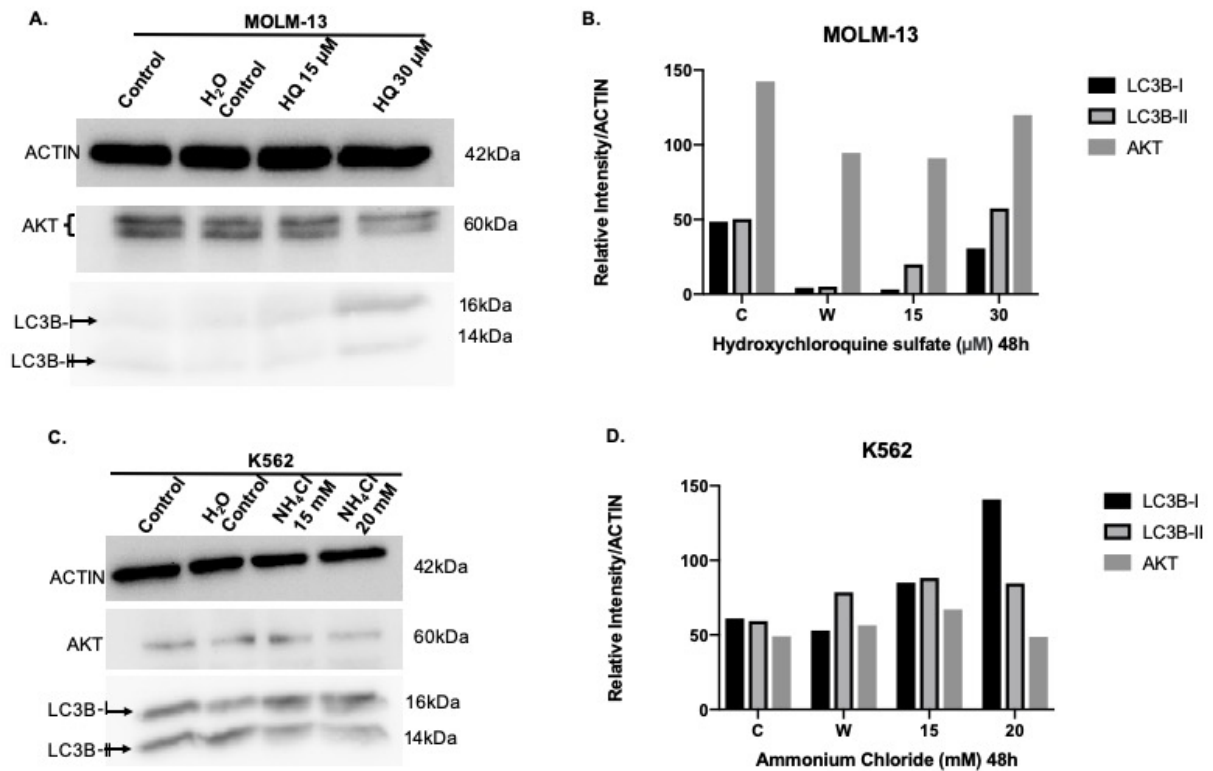 A.
MOLM-13
Control
H2O
Control
HQ 15 µM
HQ 30 µM
ACTIN
42kDa
AKT {
60kDa
16kDa
LC3B-I
14kDa
LC3B-II
B.
MOLM-13
Relative Intensity/ACTIN
150
100
50
0
C W 15 30
Hydroxychloroquine sulfate (µM) 48h
LC3B-I
LC3B-II
AKT
C.
K562
Control
H2O
Control
NH4Cl
15 mM
NH4Cl
20 mM
ACTIN
42kDa
AKT
60kDa
LC3B-I
16kDa
LC3B-II
14kDa
D.
K562
Relative Intensity/ACTIN
150
100
50
0
C W 15 20
Ammonium Chloride (mM) 48h
LC3B-I
LC3B-II
AKT